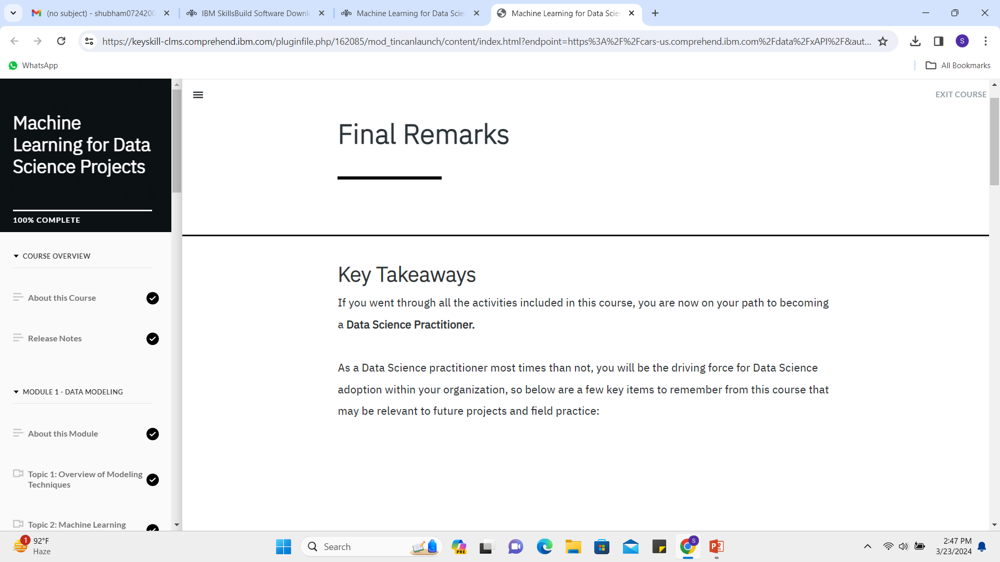 (no subject) - shubham0724200
IBM SkillsBuild Software Downlo
Machine Learning for Data Scie
Machine Learning for Data Scie
https://keyskill-clms.comprehend.ibm.com/pluginfile.php/162085/mod_tincanlaunch/content/index.html?endpoint=https%3A%2F%2Fcars-us.comprehend.ibm.com%2Fdata%2FxAPI%2F&aut...
S
WhatsApp
All Bookmarks
Machine
Learning for Data
Science Projects
100% COMPLETE
COURSE OVERVIEW
About this Course
Release Notes
MODULE 1 - DATA MODELING
About this Module
Topic 1: Overview of Modeling
Techniques
Topic 2: Machine Learning
EXIT COURSE
Final Remarks
Key Takeaways
If you went through all the activities included in this course, you are now on your path to becoming
a Data Science Practitioner.
As a Data Science practitioner most times than not, you will be the driving force for Data Science
adoption within your organization, so below are a few key items to remember from this course that
may be relevant to future projects and field practice:
1
92°F
Haze
Search
PRE
S
2:47 PM
3/23/2024